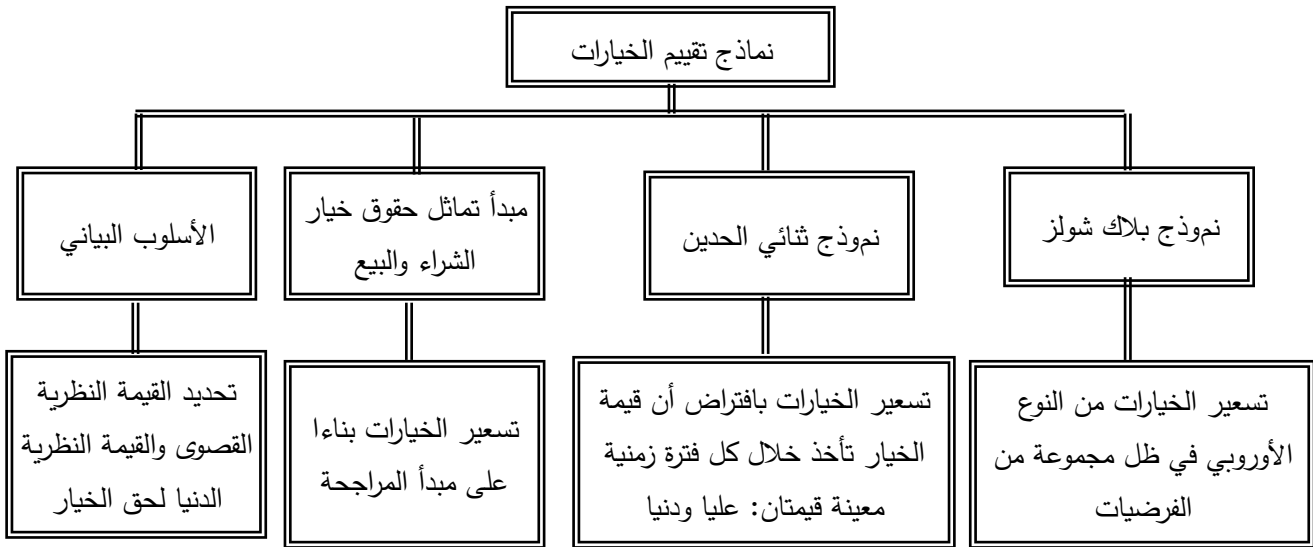 نماذج تقييم الخيارات
نموذج بلاك شولز
نموذج ثنائي الحدين
مبدأ تماثل حقوق خيار
الشراء والبيع
الأسلوب البياني
تسعير الخيارات من النوع
الأوروبي في ظل مجموعة من
الفرضيات
تسعير الخيارات بافتراض أن قيمة
الخيار تأخذ خلال كل فترة زمنية
معينة قيمتان: عليا ودنيا
تسعير الخيارات بناءا
على مبدأ المراجحة
تحديد القيمة النظرية
القصوى والقيمة النظرية
الدنيا لحق الخيار